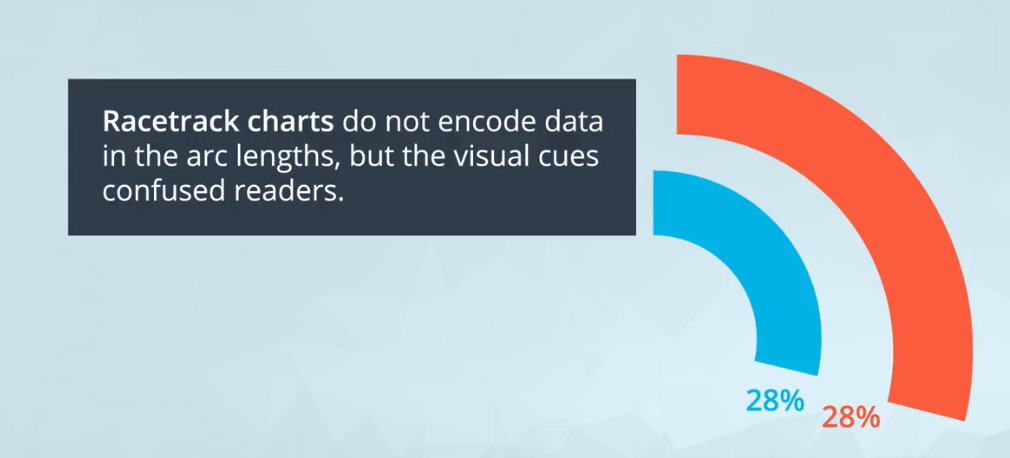 Racetrack charts do not encode data
in the arc lengths, but the visual cues
confused readers.
28%
28%